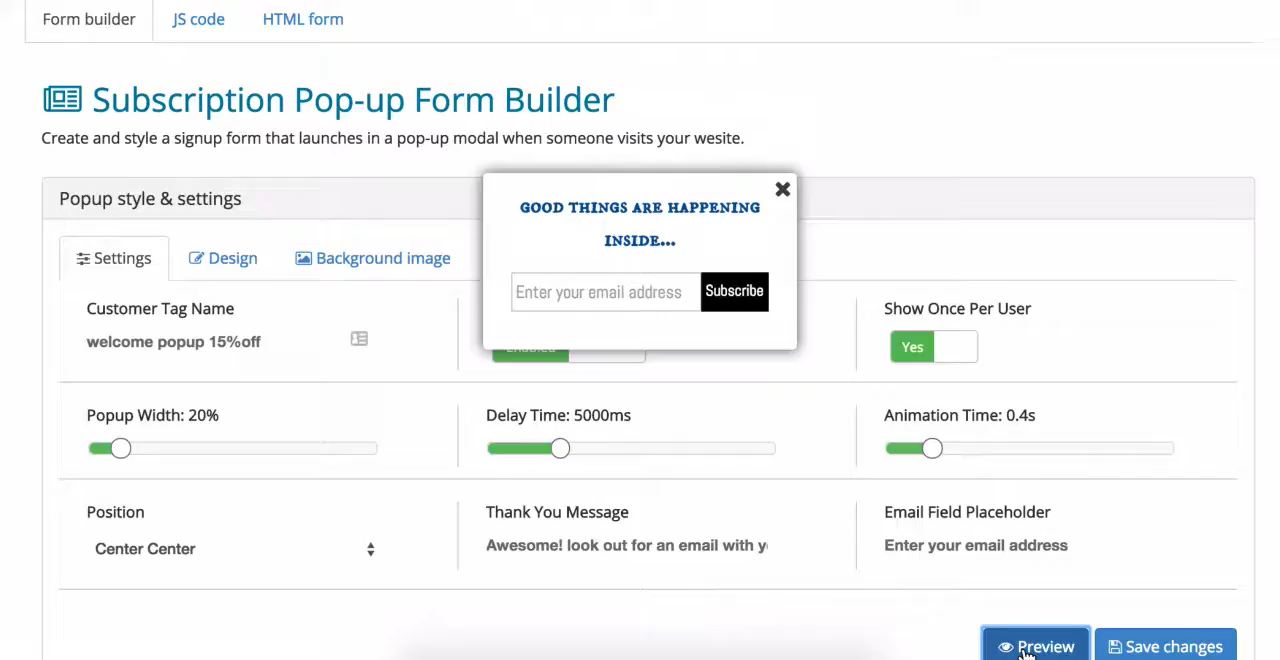 Form builder JS code HTML form
Subscription Pop-up Form Builder
Create and style a signup form that launches in a pop-up modal when someone visits your wesite.
Popup style & settings
GOOD THINGS ARE HAPPENING
INSIDE...
Enter your email address Subscribe
Settings Design Background image
Customer Tag Name
welcome popup 15%off
Enabled
Show Once Per User
Yes
Popup Width: 20% Delay Time: 5000ms Animation Time: 0.4s
Position Thank You Message Email Field Placeholder
Center Center Awesome! look out for an email with Enter your email address
Preview Save changes